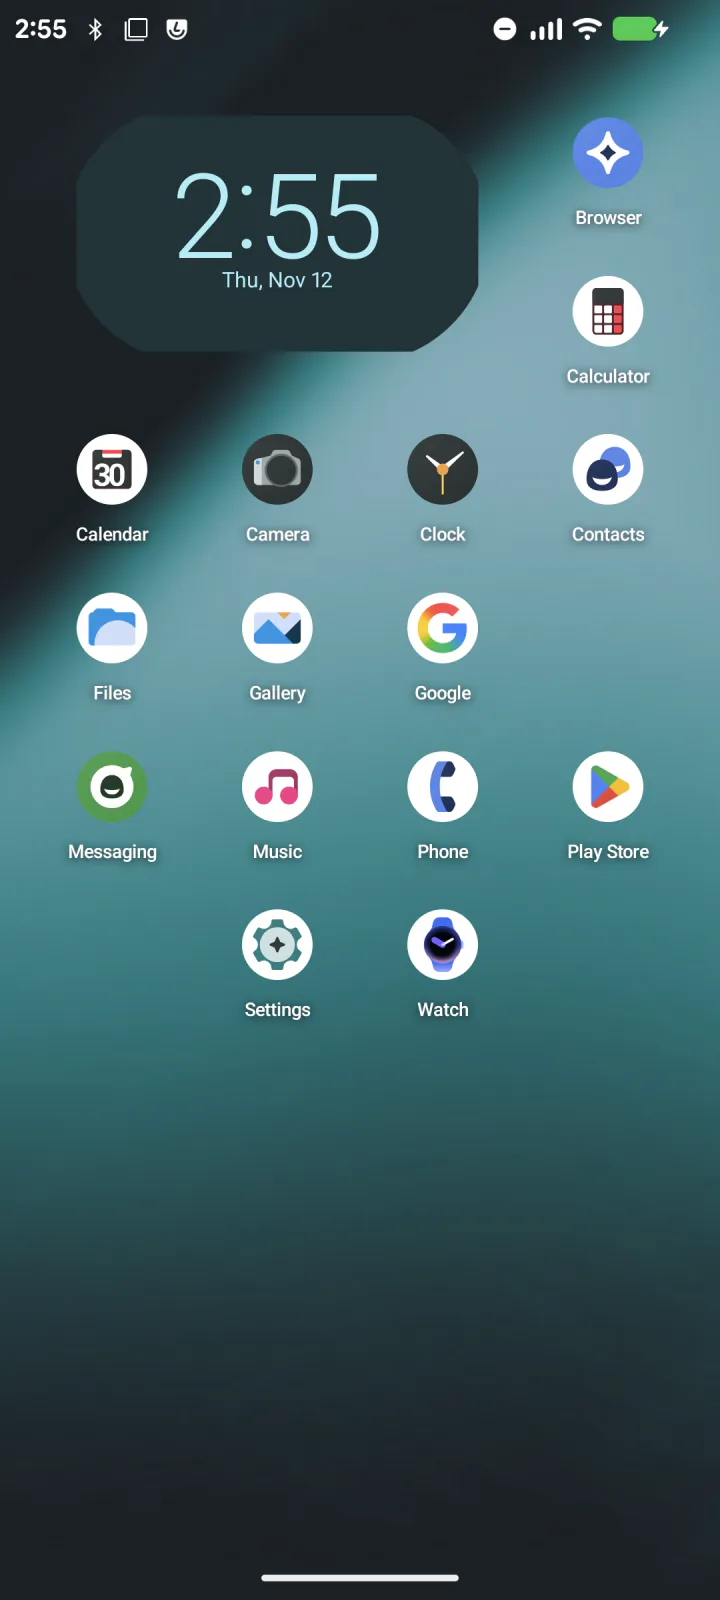 2:55
2:55
Thu, Nov 12
Browser
Calculator
30
Calendar
Camera
Clock
Contacts
Files
Gallery
Google
Messaging
Music
Phone
Play Store
Settings
Watch